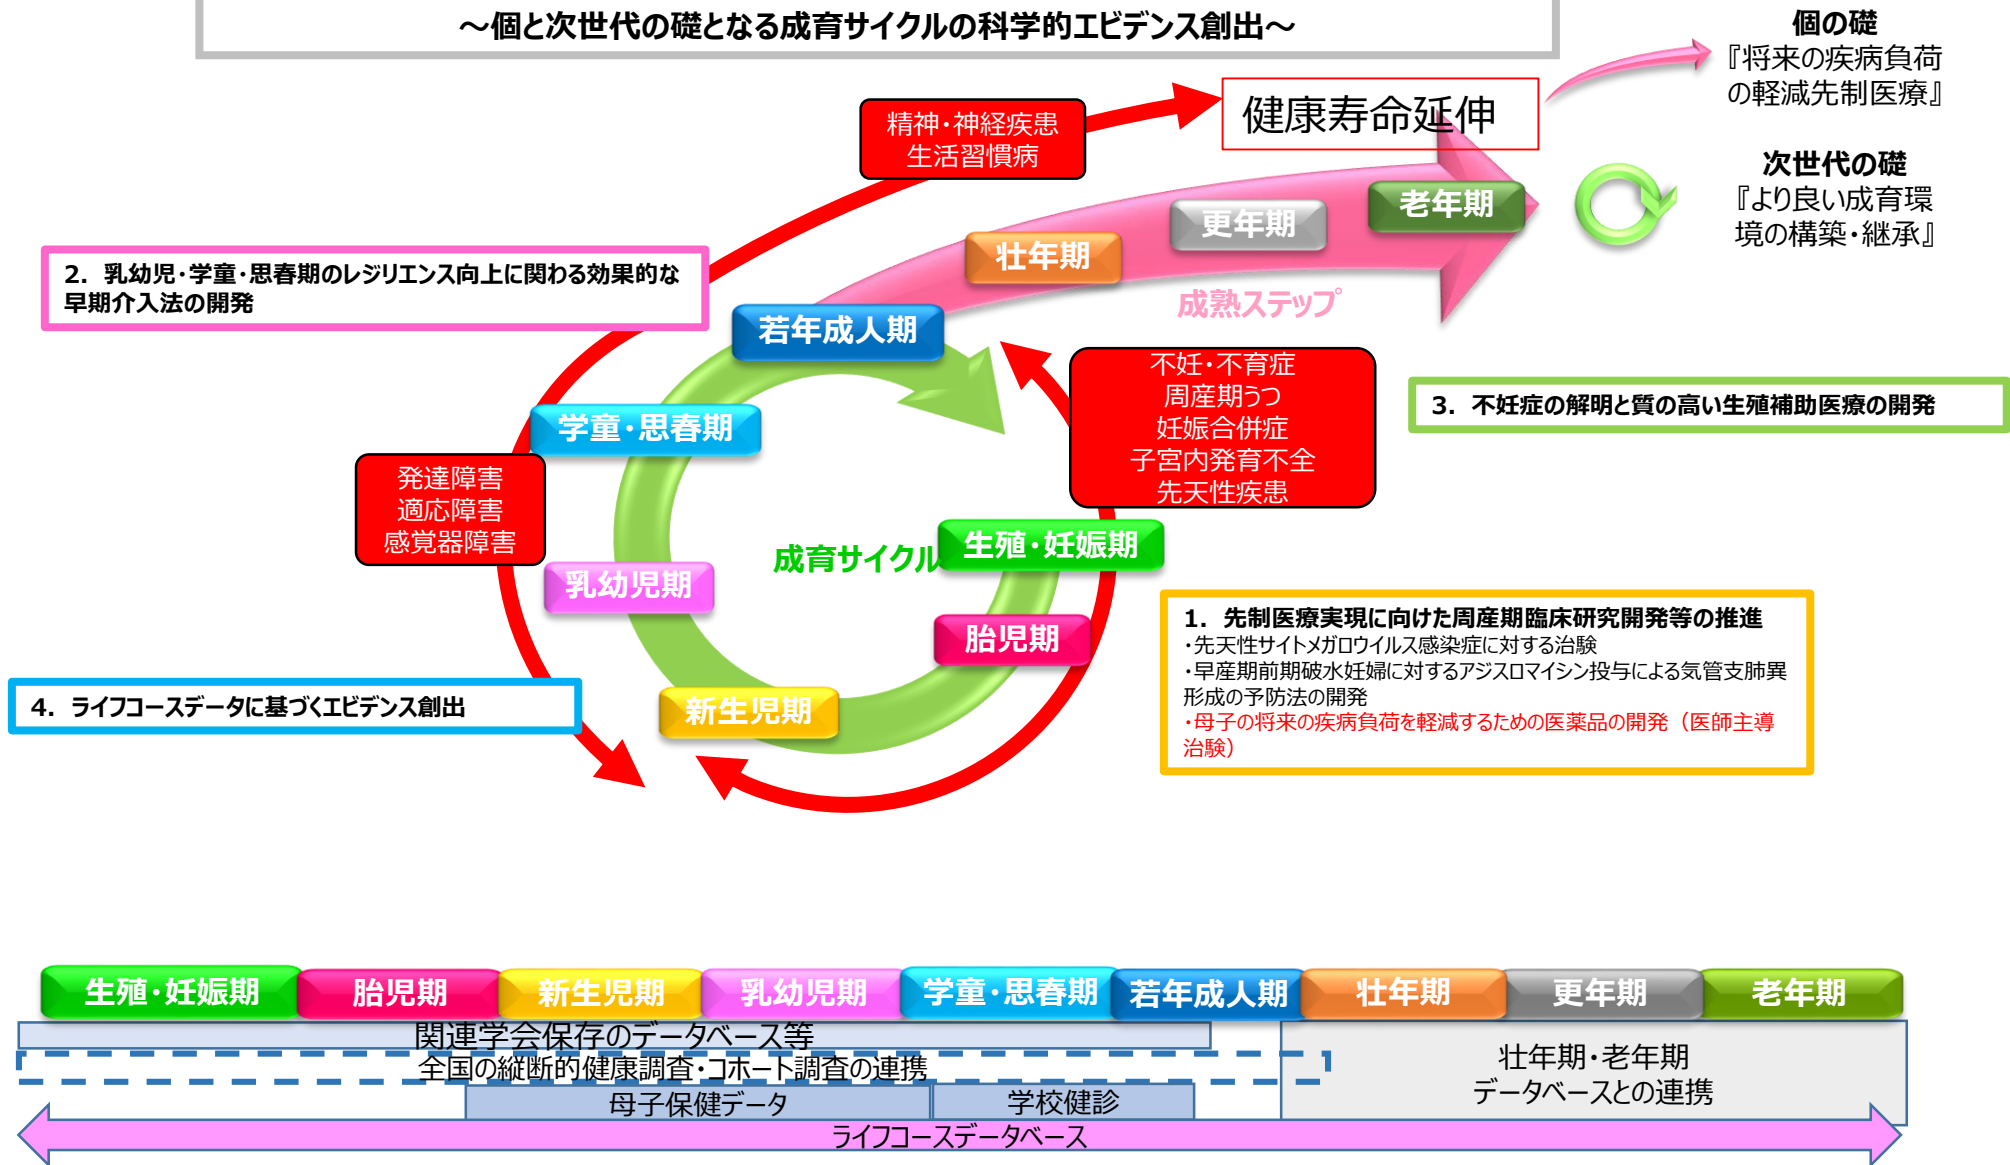 ～個と次世代の礎となる成育サイクルの科学的エビデンス創出～
個の礎
『将来の疾病負荷
の軽減先制医療』
健康寿命延伸
精神・神経疾患
生活習慣病
次世代の礎
『より良い成育環
境の構築・継承』
老年期
更年期
壮年期
成熟ステップ
2. 乳幼児・学童・思春期のレジリエンス向上に関わる効果的な
早期介入法の開発
若年成人期
不妊・不育症
周産期うつ
妊娠合併症
子宮内発育不全
先天性疾患
3. 不妊症の解明と質の高い生殖補助医療の開発
学童・思春期
発達障害
適応障害
感覚器障害
成育サイクル
生殖・妊娠期
乳幼児期
胎児期
1. 先制医療実現に向けた周産期臨床研究開発等の推進
・先天性サイトメガロウイルス感染症に対する治験
・早産期前期破水妊婦に対するアジスロマイシン投与による気管支肺異
形成の予防法の開発
・母子の将来の疾病負荷を軽減するための医薬品の開発（医師主導
治験）
4. ライフコースデータに基づくエビデンス創出
新生児期
生殖・妊娠期
胎児期
新生児期
乳幼児期
学童・思春期
若年成人期
壮年期
更年期
老年期
関連学会保存のデータベース等
全国の縦断的健康調査・コホート調査の連携
母子保健データ
学校健診
壮年期・老年期
データベースとの連携
ライフコースデータベース